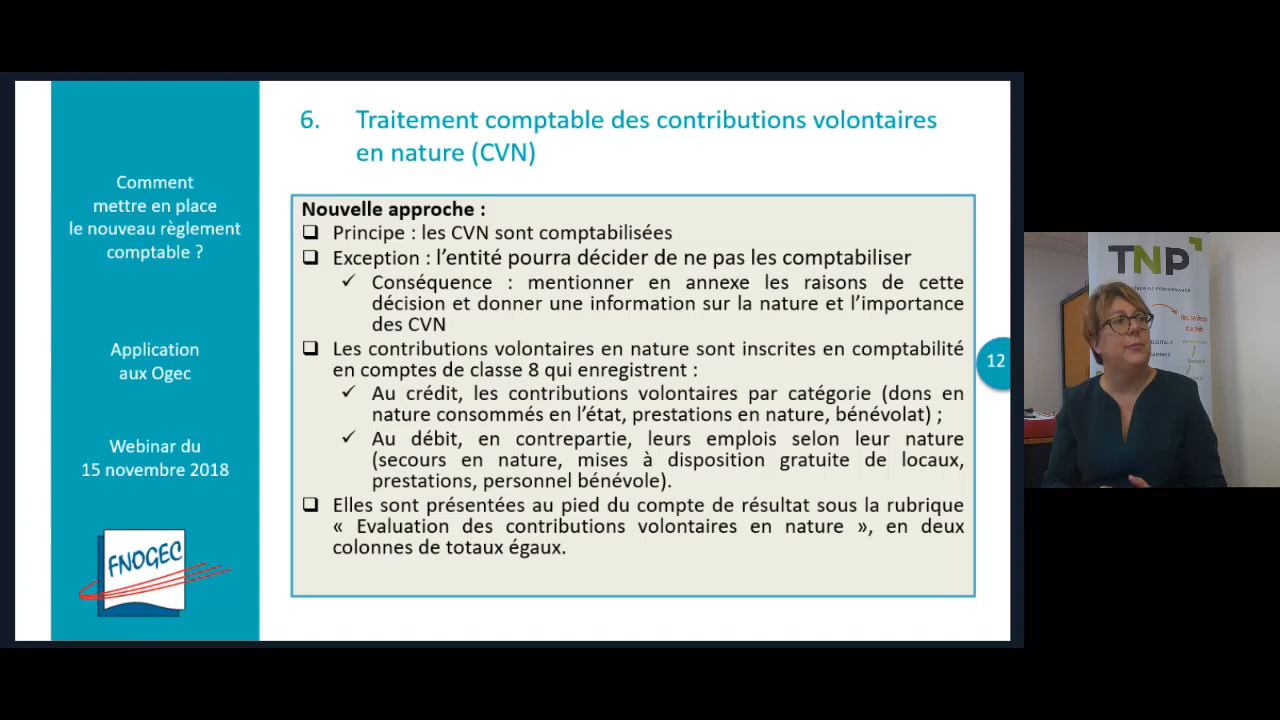 Comment
mettre en place
le nouveau règlement
comptable ?
Application
aux Ogec
Webinar du
15 novembre 2018
FNOGEC
6. Traitement comptable des contributions volontaires
en nature (CVN)
Nouvelle approche :
❑ Principe : les CVN sont comptabilisées
❑ Exception : l’entité pourra décider de ne pas les comptabiliser
✓ Conséquence : mentionner en annexe les raisons de cette
décision et donner une information sur la nature et l’importance
des CVN
❑ Les contributions volontaires en nature sont inscrites en comptabilité
en comptes de classe 8 qui enregistrent :
✓ Au crédit, les contributions volontaires par catégorie (dons en
nature consommés en l’état, prestations en nature, bénévolat) ;
✓ Au débit, en contrepartie, leurs emplois selon leur nature
(secours en nature, mises à disposition gratuite de locaux,
prestations, personnel bénévole).
❑ Elles sont présentées au pied du compte de résultat sous la rubrique
« Evaluation des contributions volontaires en nature », en deux
colonnes de totaux égaux.
12
TNP
DE PERFORMANCE